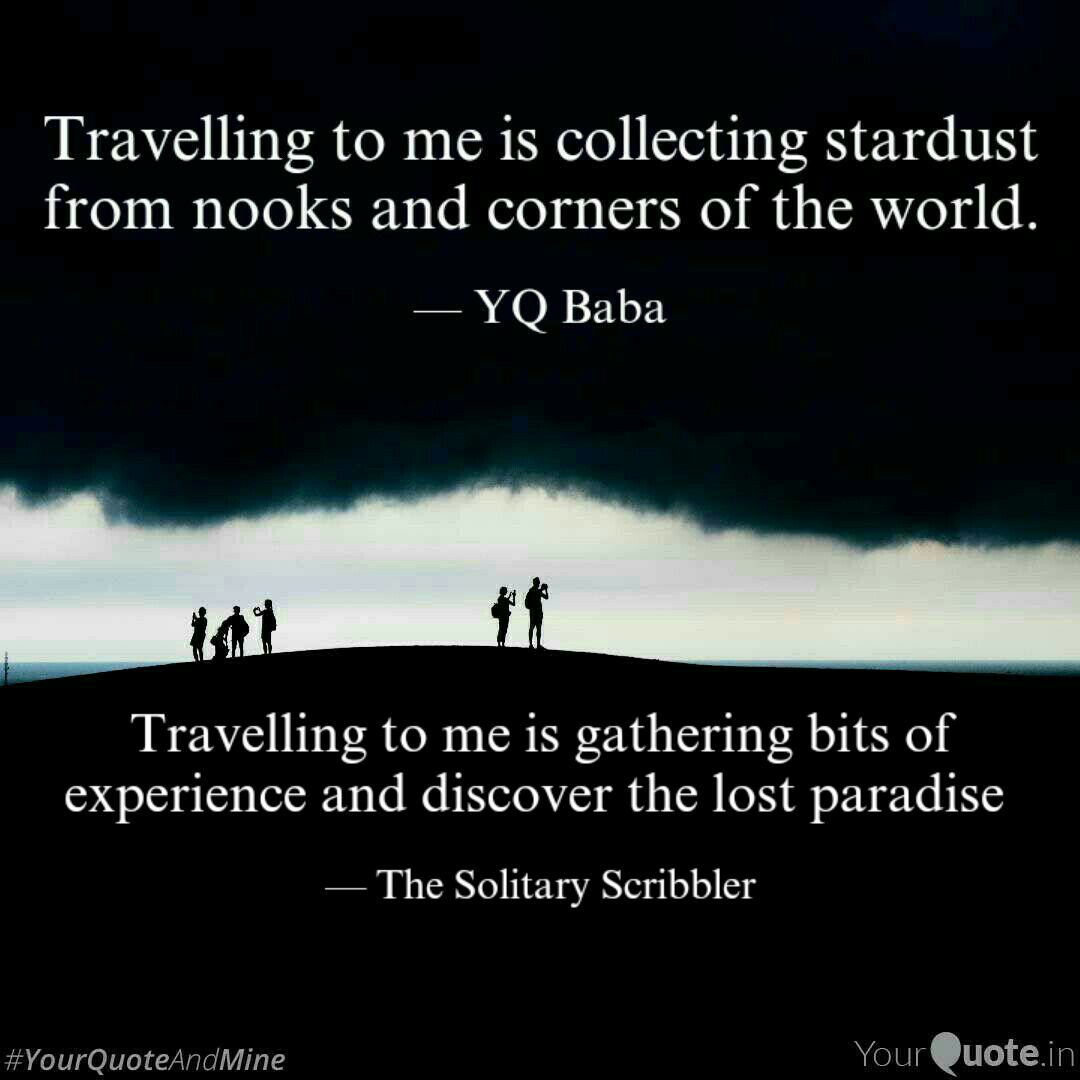 Travelling to me is collecting stardust
from nooks and corners of the world.
— YQ Baba
Travelling to me is gathering bits of
experience and discover the lost paradise
— The Solitary Scribbler
#YourQuoteAndMine
YourQuote.in